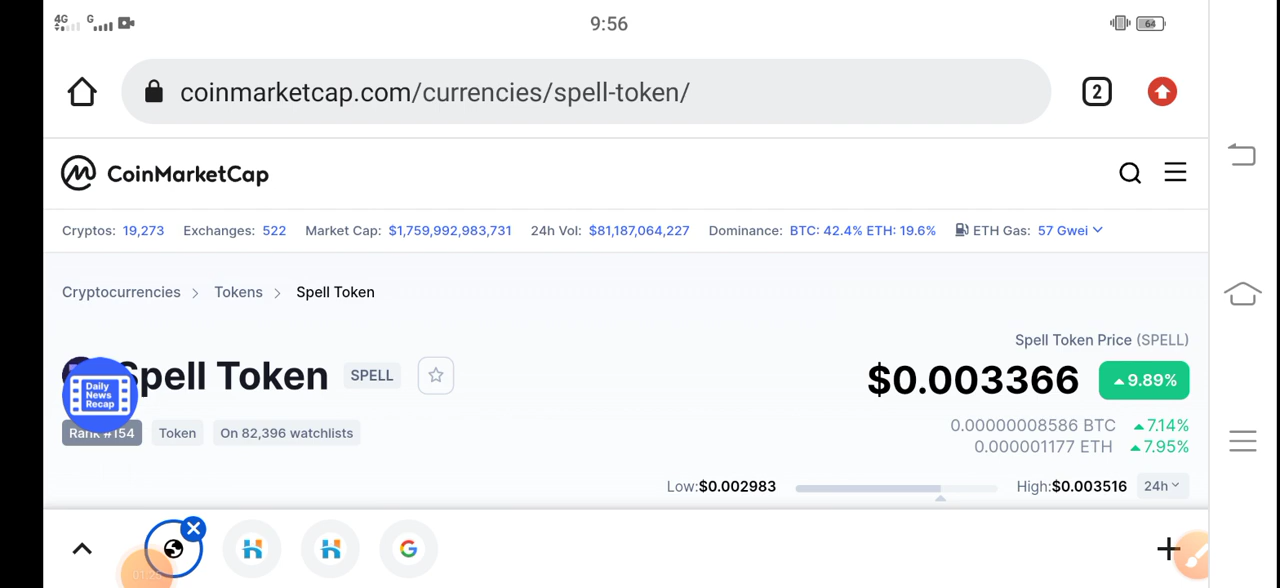 4G G 9:56 64
coinmarketcap.com/currencies/spell-token/ 2
CoinMarketCap
Cryptos: 19,273 Exchanges: 522 Market Cap: $1,759,992,983,731 24h Vol: $81,187,064,227 Dominance: BTC: 42.4% ETH: 19.6% ETH Gas: 57 Gwei
Cryptocurrencies > Tokens > Spell Token
Spell Token Price (SPELL)
Spell Token SPELL $0.003366 9.89%
Daily
News
Recap
Rank #154 Token On 82,396 watchlists
0.00000008586 BTC 7.14%
0.000001177 ETH 7.95%
Low:$0.002983 High:$0.003516 24h